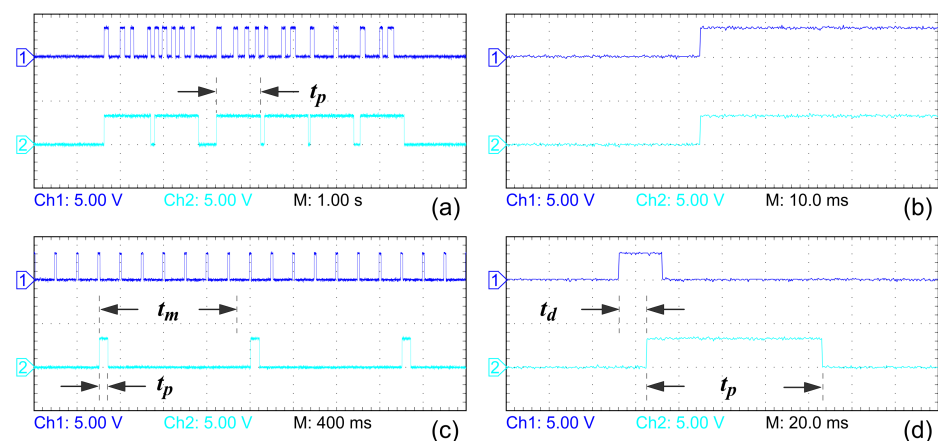 1
t_p
2
Ch1: 5.00 V Ch2: 5.00 V M: 1.00 s (a)
1
2
Ch1: 5.00 V Ch2: 5.00 V M: 10.0 ms (b)
1
t_m
2
t_p
Ch1: 5.00 V Ch2: 5.00 V M: 400 ms (c)
1
t_d
2
t_p
Ch1: 5.00 V Ch2: 5.00 V M: 20.0 ms (d)